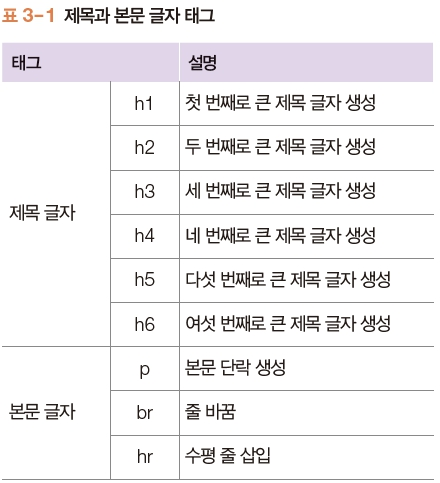 표 3-1 제목과 본문 글자 태그
태그 설명
제목 글자
h1 첫 번째로 큰 제목 글자 생성
h2 두 번째로 큰 제목 글자 생성
h3 세 번째로 큰 제목 글자 생성
h4 네 번째로 큰 제목 글자 생성
h5 다섯 번째로 큰 제목 글자 생성
h6 여섯 번째로 큰 제목 글자 생성
본문 글자
p 본문 단락 생성
br 줄 바꿈
hr 수평 줄 삽입